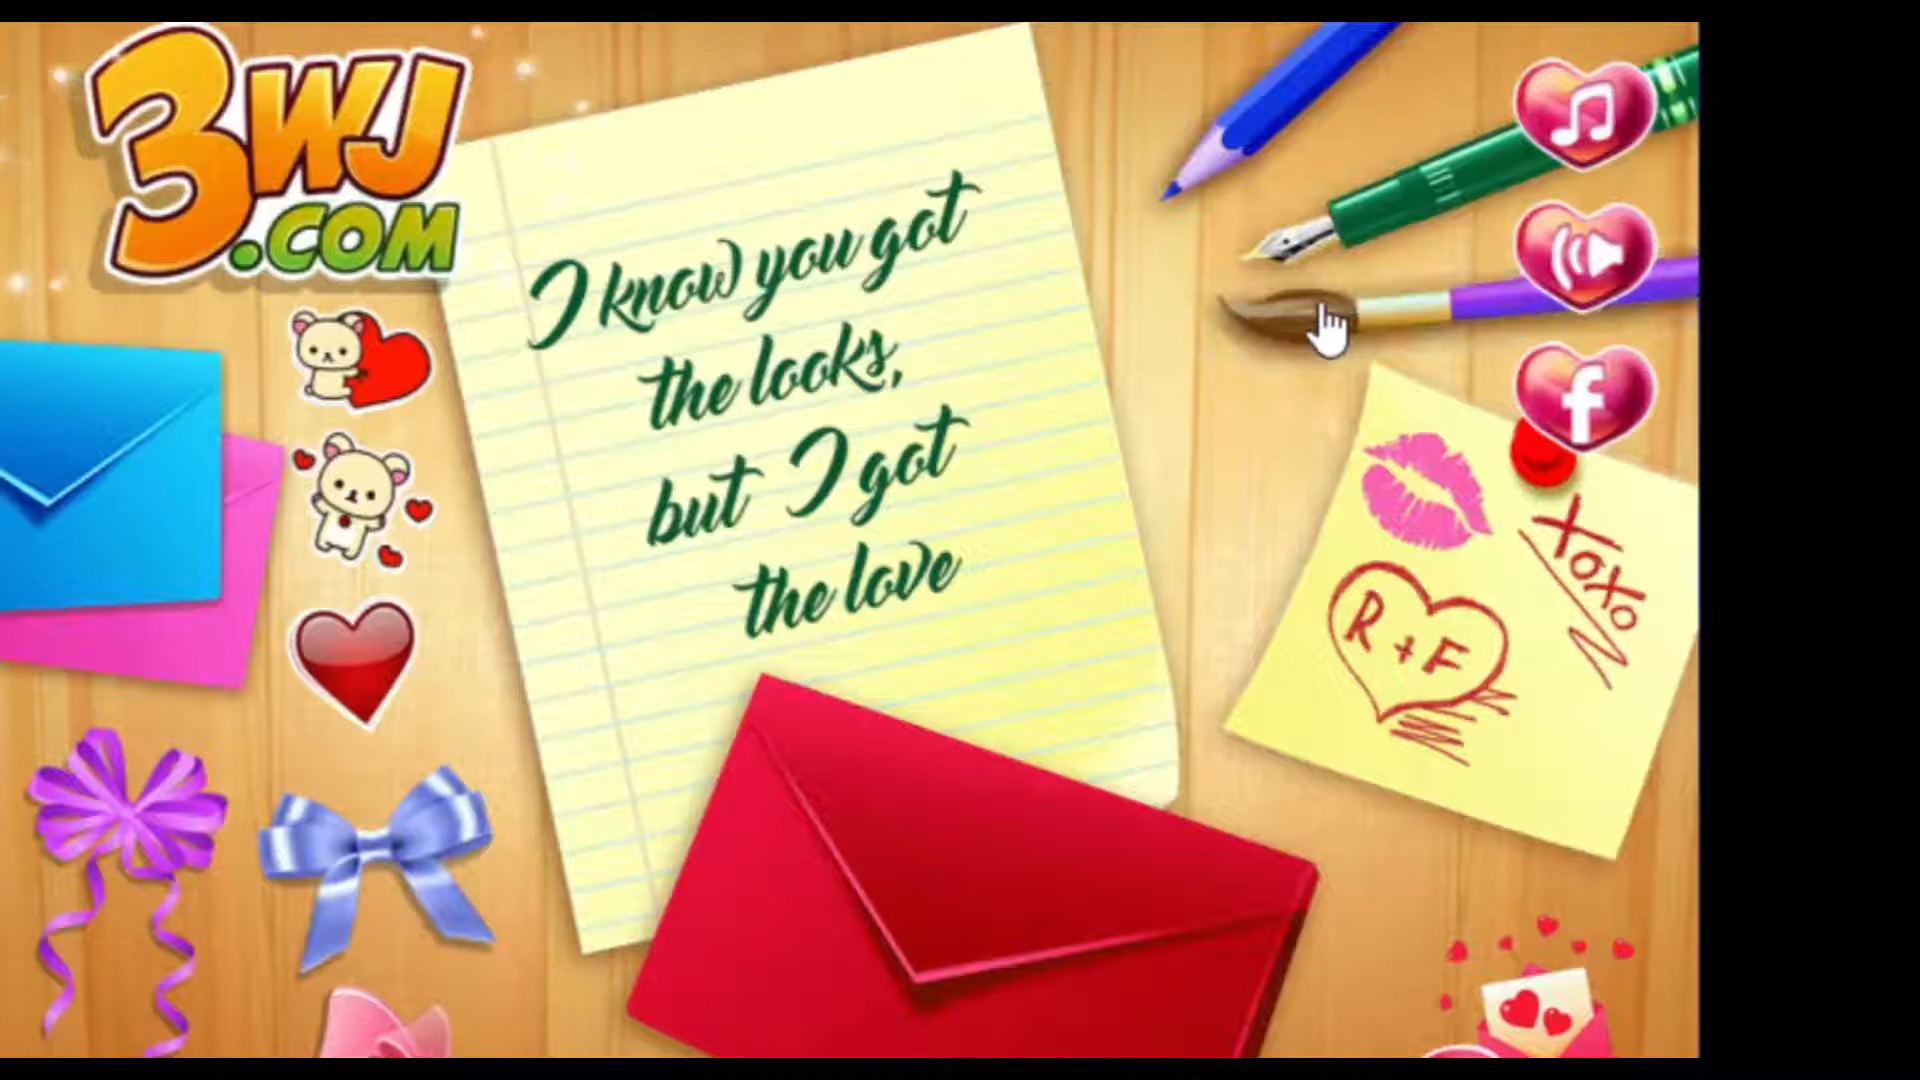 3WJ
.COM
I know you got
the looks,
but I got
the love
f
XOXO
R + F